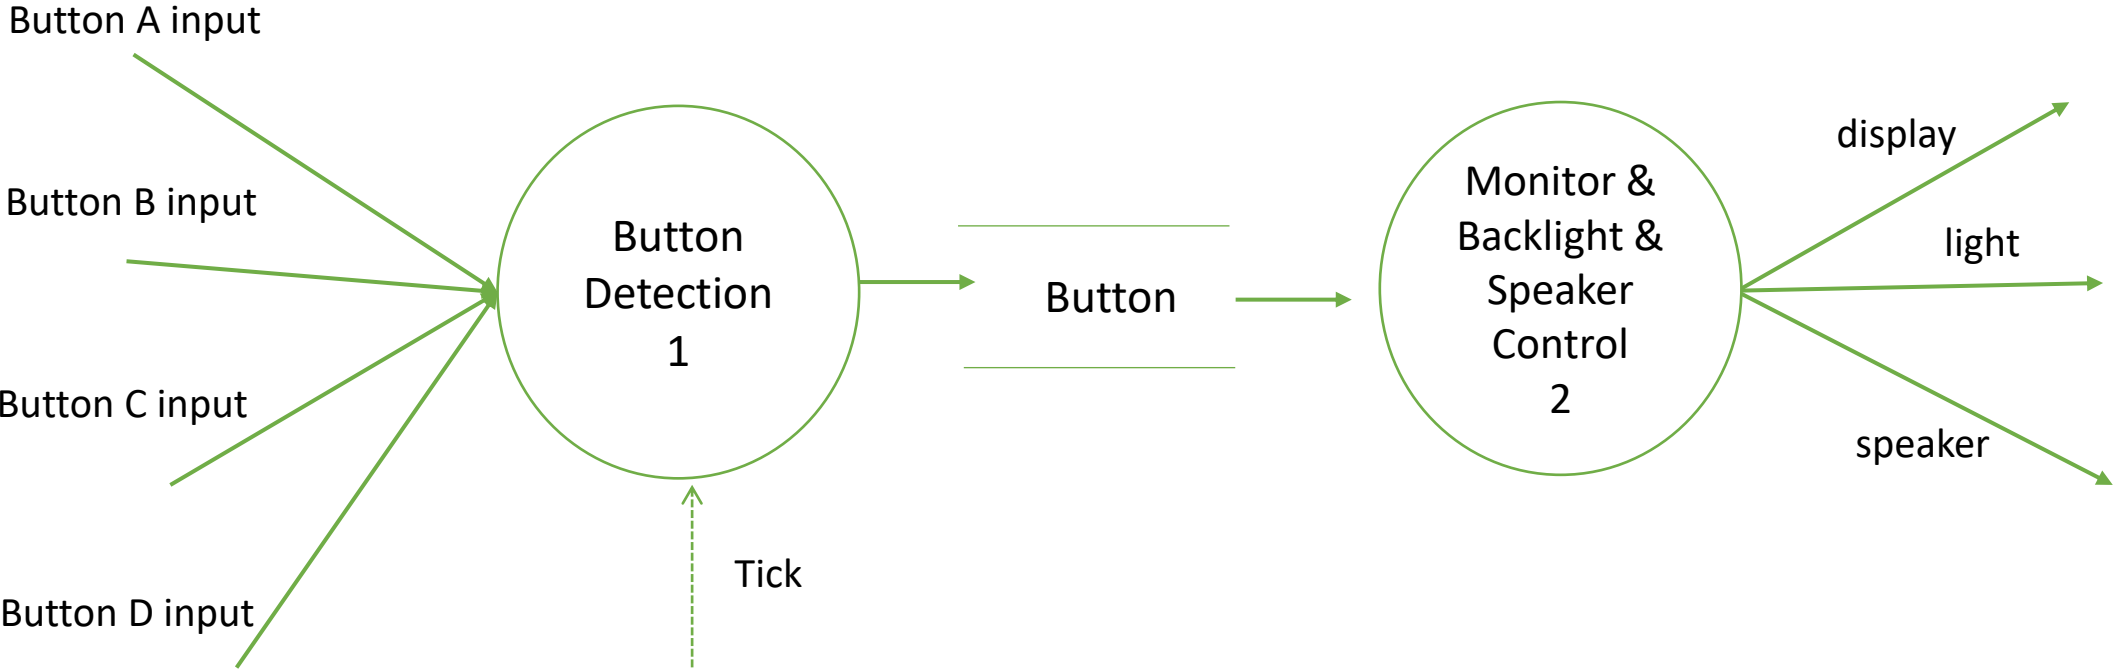 Button A input
Button B input
Button C input
Button D input
Button
Detection
1
Tick
Button
Monitor &
Backlight &
Speaker
Control
2
display
light
speaker